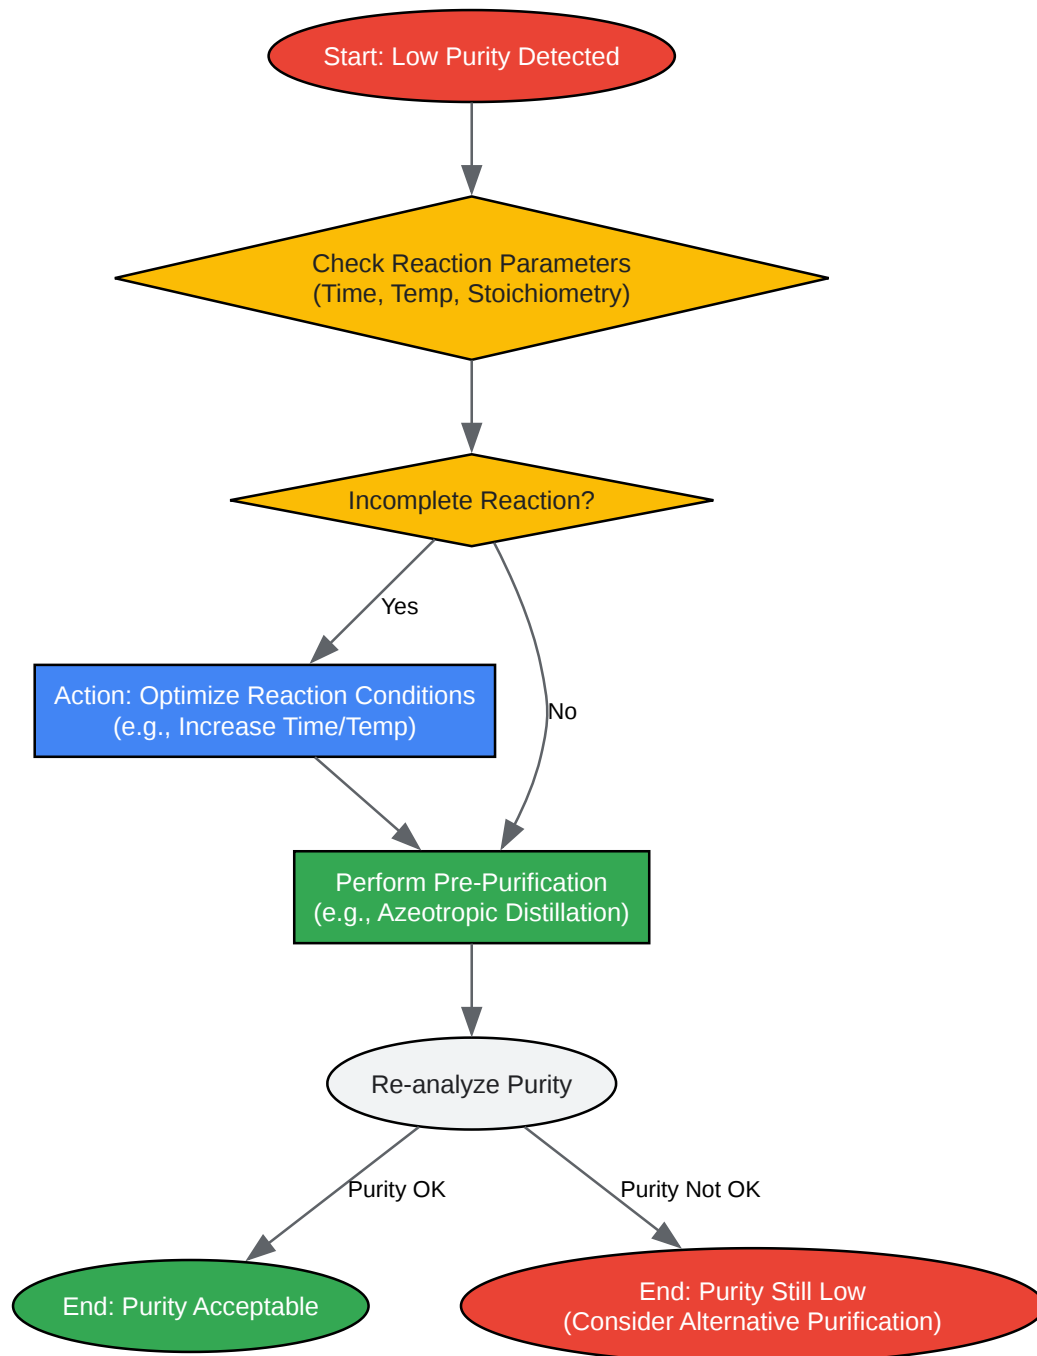 Start: Low Purity Detected
Check Reaction Parameters
(Time, Temp, Stoichiometry)
Incomplete Reaction?
Yes
Action: Optimize Reaction Conditions
(e.g., Increase Time/Temp)
No
Perform Pre-Purification
(e.g., Azeotropic Distillation)
Re-analyze Purity
Purity OK
Purity Not OK
End: Purity Acceptable
End: Purity Still Low
(Consider Alternative Purification)